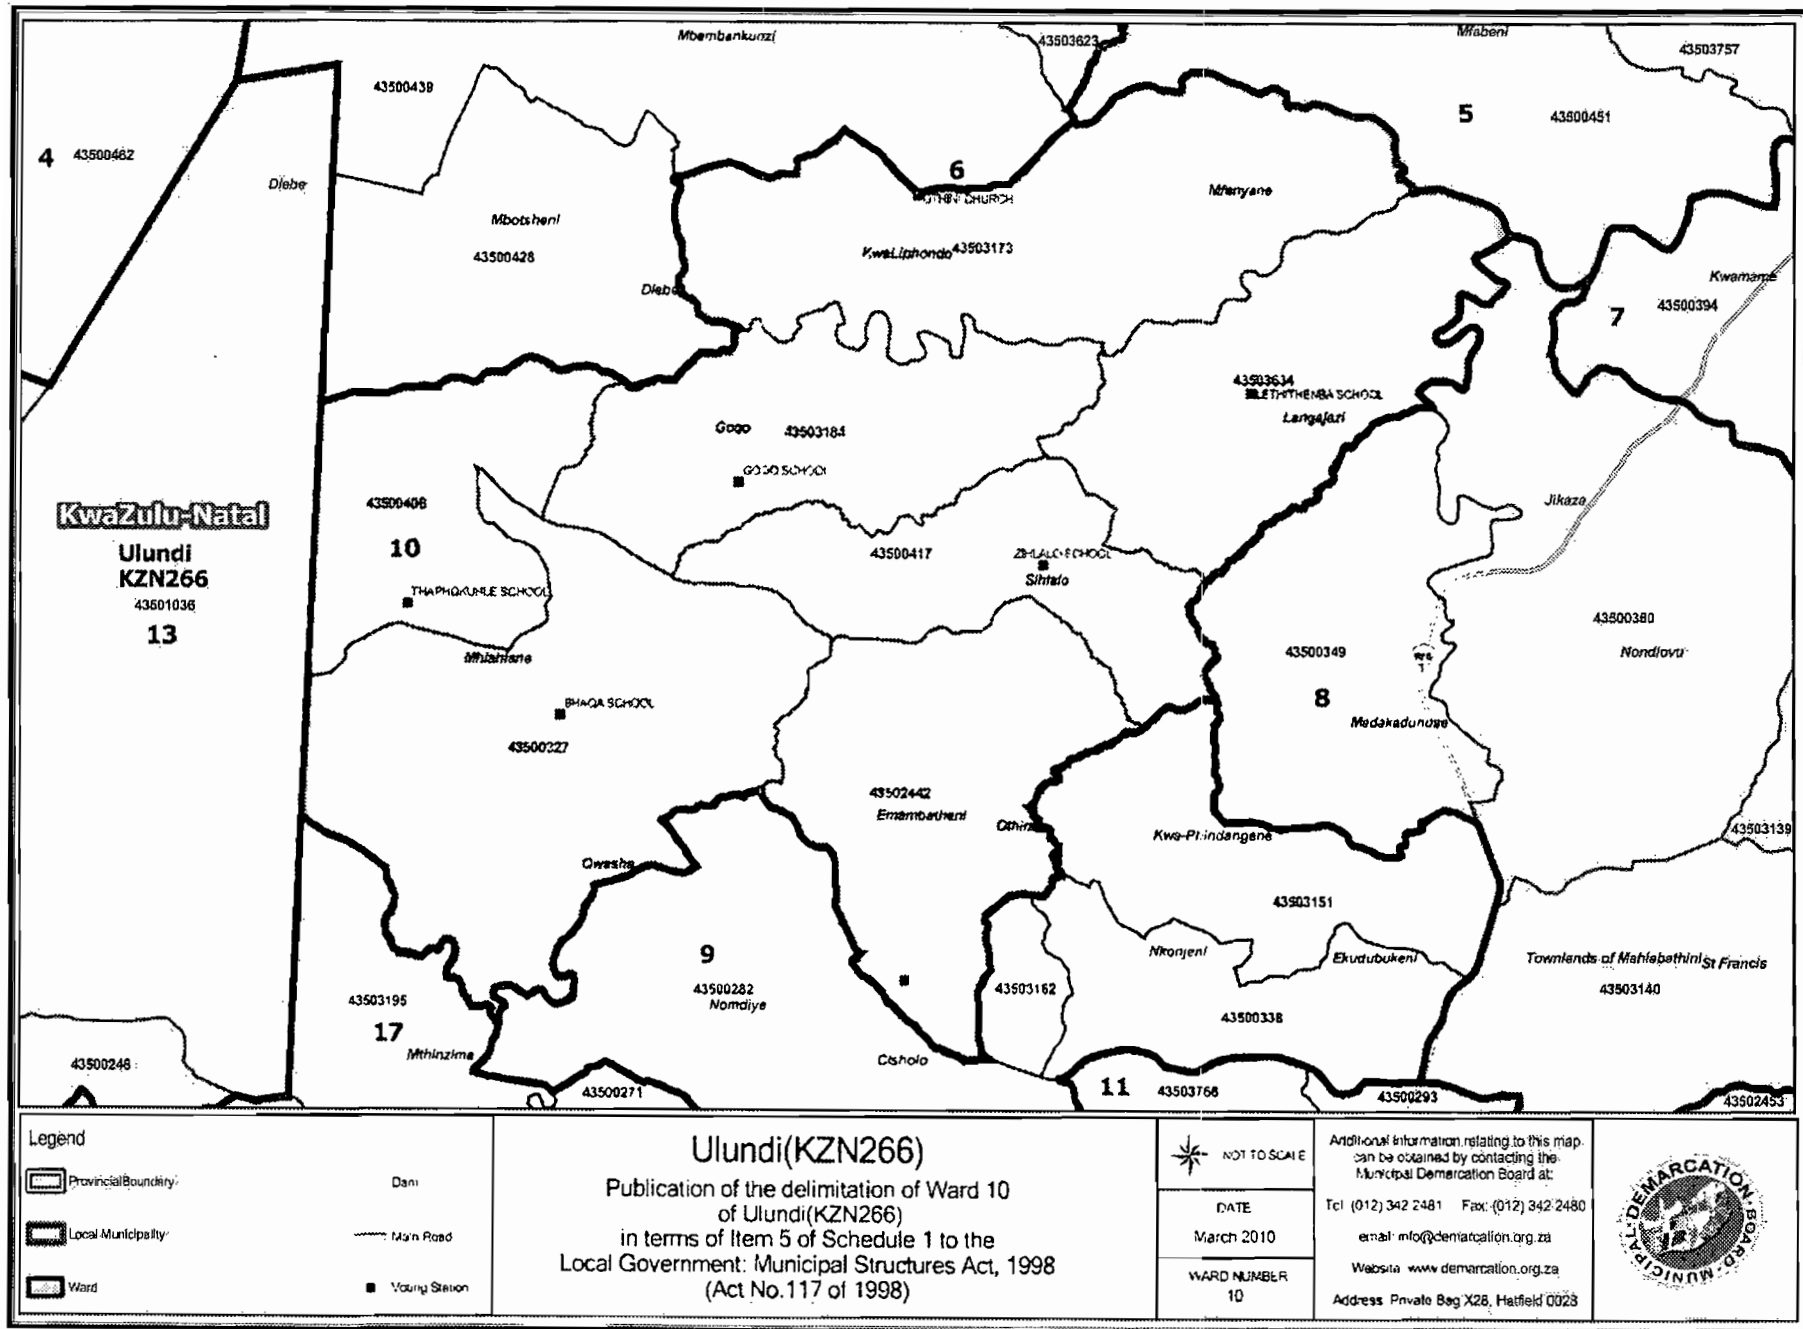 Mbambankunzi
43503623
Mfabeni
43503757
43500439
5
43500451
4
43500462
Dlebe
6
OTHINI CHURCH
Mfanyane
Mbotsheni
43500428
KwaLiphondo
43503173
Dlebe
Kwamame
7
43500394
43503634
LETHITHEMBA SCHOOL
Langajazi
Gogo
43503184
GOGO SCHOOL
Jikaza
43500406
10
KwaZulu-Natal
Ulundi
KZN266
43501036
13
43500417
ZIHLALO SCHOOL
Sihlalo
THAPHOKUHLE SCHOOL
43500360
Nondlovu
43500349
8
Mhlahlane
BHAQA SCHOOL
43500327
Madakadunuse
43502442
Emambatheni
Kwa-Phindangene
43503139
Qwasha
43503151
9
Nkonjeni
Ekudubukeni
Townlands of Mahlabathini
St Francis
43503140
43500282
Nomdiye
43503162
43503195
17
43500338
Mthinzima
43500246
43500271
11
43503766
43500293
43502453
Legend
Provincial Boundary
Local Municipality
Ward
Dam
Main Road
Voting Station
Ulundi(KZN266)
Publication of the delimitation of Ward 10
of Ulundi(KZN266)
in terms of Item 5 of Schedule 1 to the
Local Government: Municipal Structures Act, 1998
(Act No.117 of 1998)
NOT TO SCALE
DATE
March 2010
WARD NUMBER
10
Additional information relating to this map
can be obtained by contacting the
Municipal Demarcation Board at:
Tel: (012) 342 2481 Fax: (012) 342 2480
email: info@demarcation.org.za
Website: www.demarcation.org.za
Address: Private Bag X28, Hatfield 0028
MUNICIPAL DEMARCATION BOARD